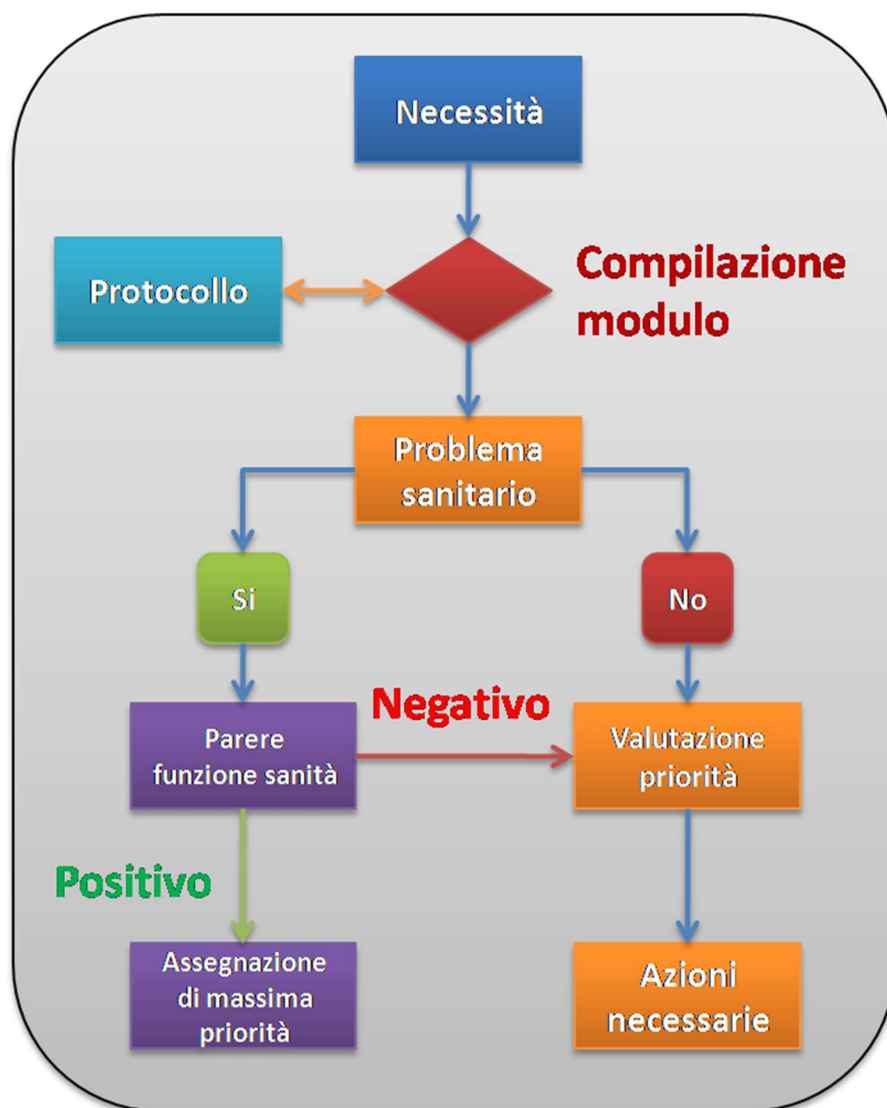 Necessità
Protocollo
Compilazione
modulo
Problema
sanitario
Si
No
Negativo
Parere
funzione sanità
Valutazione
priorità
Positivo
Assegnazione
di massima
priorità
Azioni
necessarie